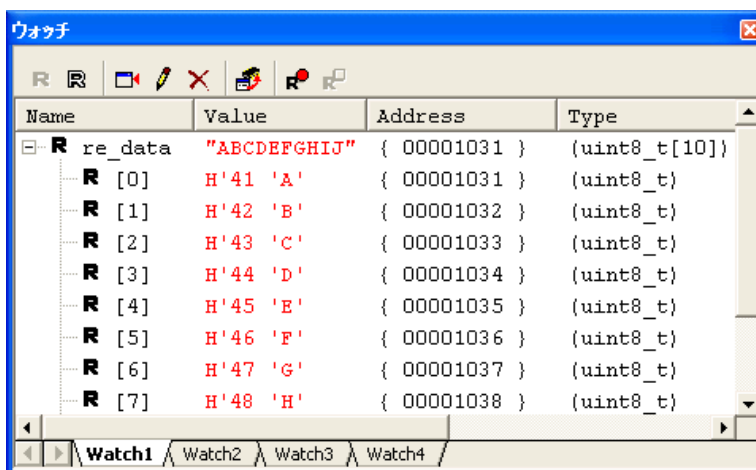 ウォッチ
Name Value Address Type
R re_data "ABCDEFGHIJ" { 00001031 } (uint8_t[10])
R [0] H'41 'A' { 00001031 } (uint8_t)
R [1] H'42 'B' { 00001032 } (uint8_t)
R [2] H'43 'C' { 00001033 } (uint8_t)
R [3] H'44 'D' { 00001034 } (uint8_t)
R [4] H'45 'E' { 00001035 } (uint8_t)
R [5] H'46 'F' { 00001036 } (uint8_t)
R [6] H'47 'G' { 00001037 } (uint8_t)
R [7] H'48 'H' { 00001038 } (uint8_t)
Watch1 Watch2 Watch3 Watch4